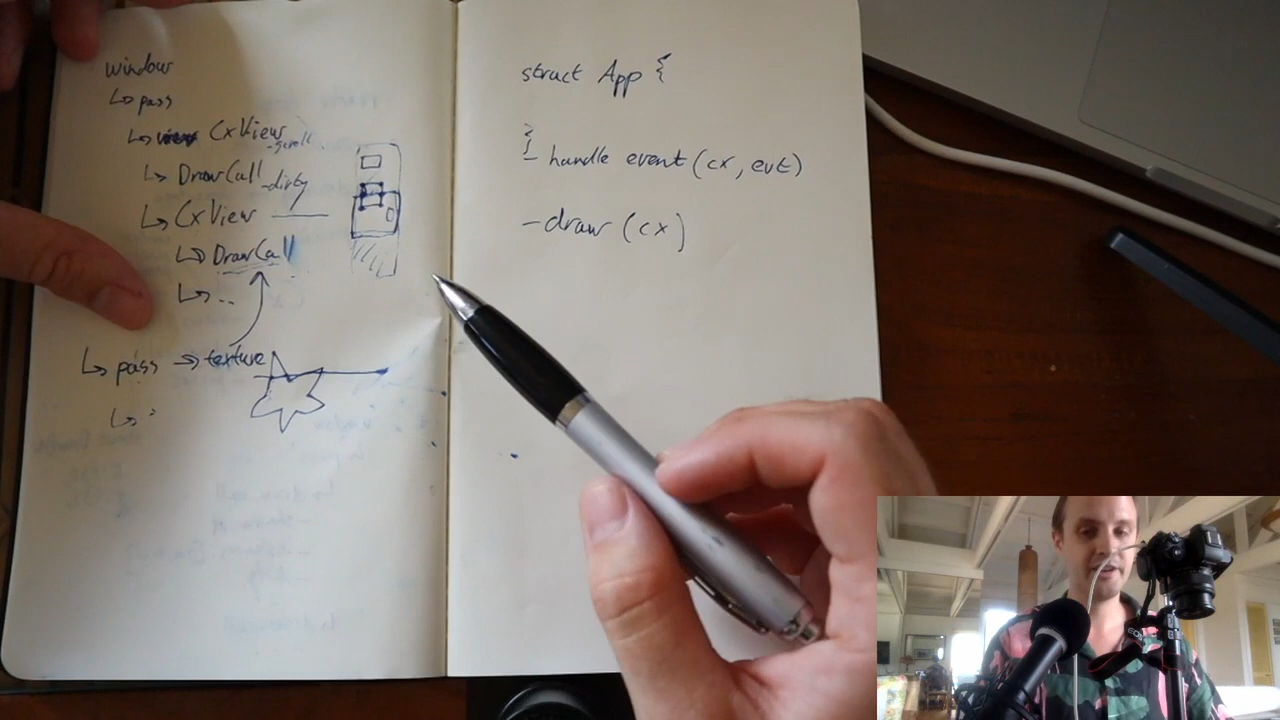 window
↳ pass
↳ CxView -scroll
↳ DrawCall -dirty
↳ CxView
↳ DrawCall
↳ ..
↳ pass → texture
↳ :
struct App {
}
- handle event (cx, evt)
- draw (cx)